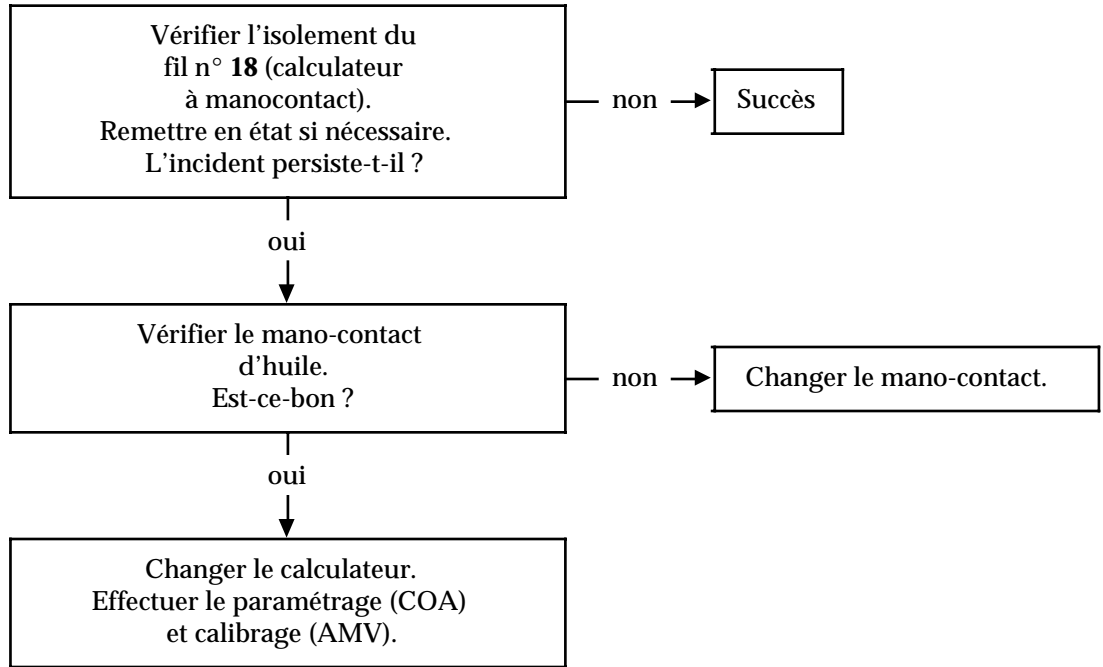 Vérifier l’isolement du
fil n° 18 (calculateur
à manocontact).
Remettre en état si nécessaire.
L’incident persiste-t-il ?
non
Succès
oui
Vérifier le mano-contact
d’huile.
Est-ce-bon ?
non
Changer le mano-contact.
oui
Changer le calculateur.
Effectuer le paramétrage (COA)
et calibrage (AMV).